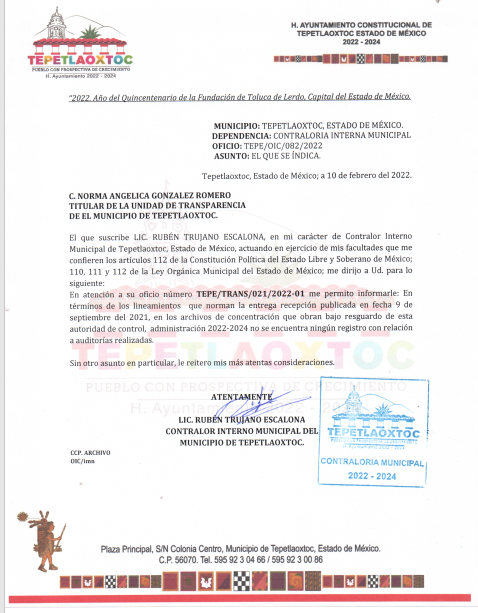 H. AYUNTAMIENTO CONSTITUCIONAL DE
TEPETLAOXTOC ESTADO DE MÉXICO
2022 - 2024
TEPETLAOXTOC
PUEBLO CON PROSPECTIVA DE CRECIMIENTO
H. Ayuntamiento 2022 - 2024
"2022. Año del Quincentenario de la Fundación de Toluca de Lerdo, Capital del Estado de México.
MUNICIPIO: TEPETLAOXTOC, ESTADO DE MÉXICO.
DEPENDENCIA: CONTRALORIA INTERNA MUNICIPAL
OFICIO: TEPE/OIC/082/2022
ASUNTO: EL QUE SE ÍNDICA.
Tepetlaoxtoc, Estado de México; a 10 de febrero del 2022.
C. NORMA ANGELICA GONZALEZ ROMERO
TITULAR DE LA UNIDAD DE TRANSPARENCIA
DE EL MUNICIPIO DE TEPETLAOXTOC.
El que suscribe LIC. RUBÉN TRUJANO ESCALONA, en mi carácter de Contralor Interno
Municipal de Tepetlaoxtoc, Estado de México, actuando en ejercicio de mis facultades que me
confieren los artículos 112 de la Constitución Política del Estado Libre y Soberano de México;
110, 111 y 112 de la Ley Orgánica Municipal del Estado de México; me dirijo a Ud. para lo
siguiente:
En atención a su oficio número TEPE/TRANS/021/2022-01 me permito informarle: En
términos de los lineamientos que norman la entrega recepción publicada en fecha 9 de
septiembre del 2021, en los archivos de concentración que obran bajo resguardo de esta
autoridad de control, administración 2022-2024 no se encuentra ningún registro con relación
a auditorías realizadas.
TEPETLAOXTOC
Sin otro asunto en particular, le reitero mis más atentas consideraciones.
PUEBLO CON PROSPECTIVA DE CRECIMIENTO
ATENTAMENTE
H. Ayuntamiento 2022 - 2024
LIC. RUBÉN TRUJANO ESCALONA
CONTRALOR INTERNO MUNICIPAL DEL
MUNICIPIO DE TEPETLAOXTOC.
TEPETLAOXTOC
CONTRALORIA MUNICIPAL
2022 - 2024
CCP. ARCHIVO
OIC/imn
Plaza Principal, S/N Colonia Centro, Municipio de Tepetlaoxtoc, Estado de México.
C.P. 56070. Tel. 595 92 3 04 66 / 595 92 3 00 86